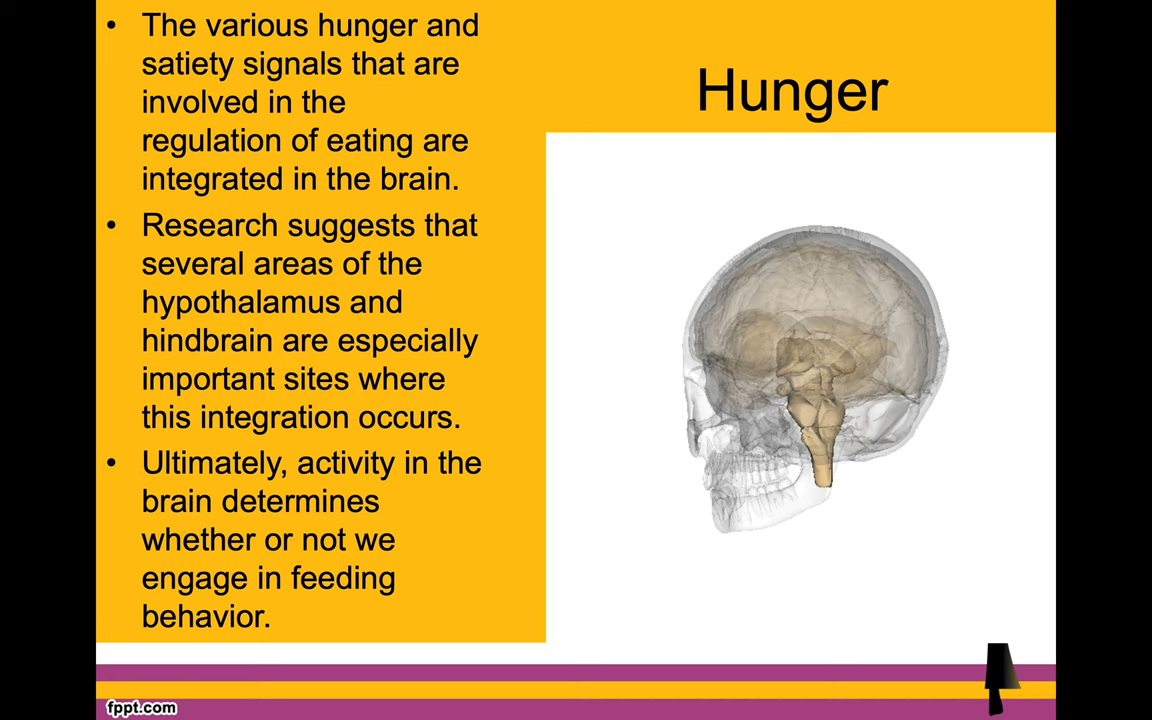 Hunger
• The various hunger and
satiety signals that are
involved in the
regulation of eating are
integrated in the brain.
• Research suggests that
several areas of the
hypothalamus and
hindbrain are especially
important sites where
this integration occurs.
• Ultimately, activity in the
brain determines
whether or not we
engage in feeding
behavior.
fppt.com